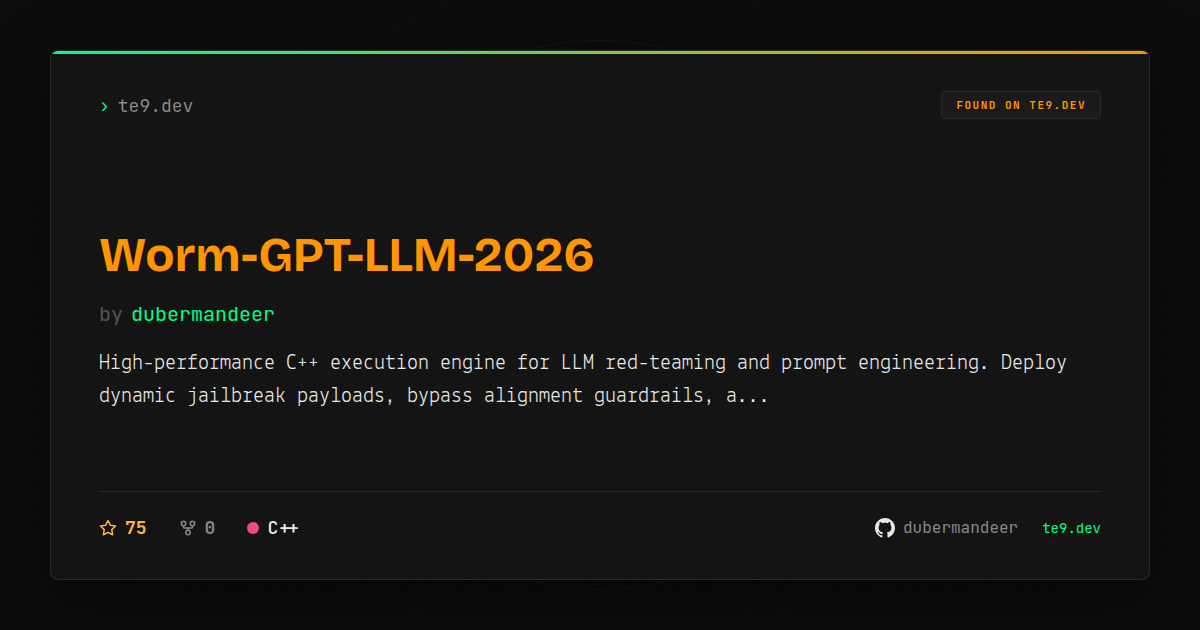 › te9.dev
FOUND ON TE9.DEV
Worm-GPT-LLM-2026
by dubermandeer
High-performance C++ execution engine for LLM red-teaming and prompt engineering. Deploy
dynamic jailbreak payloads, bypass alignment guardrails, a...
75 0 C++
dubermandeer te9.dev